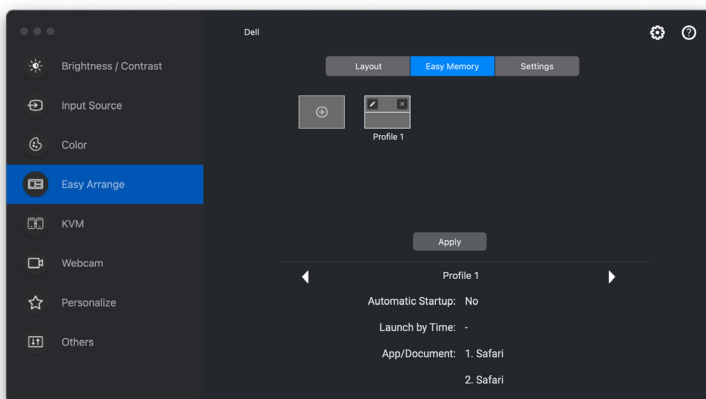 Dell
Brightness / Contrast
Input Source
Color
Easy Arrange
KVM
Webcam
Personalize
Others
Layout
Easy Memory
Settings
Profile 1
Apply
Profile 1
Automatic Startup: No
Launch by Time: -
App/Document: 1. Safari
2. Safari